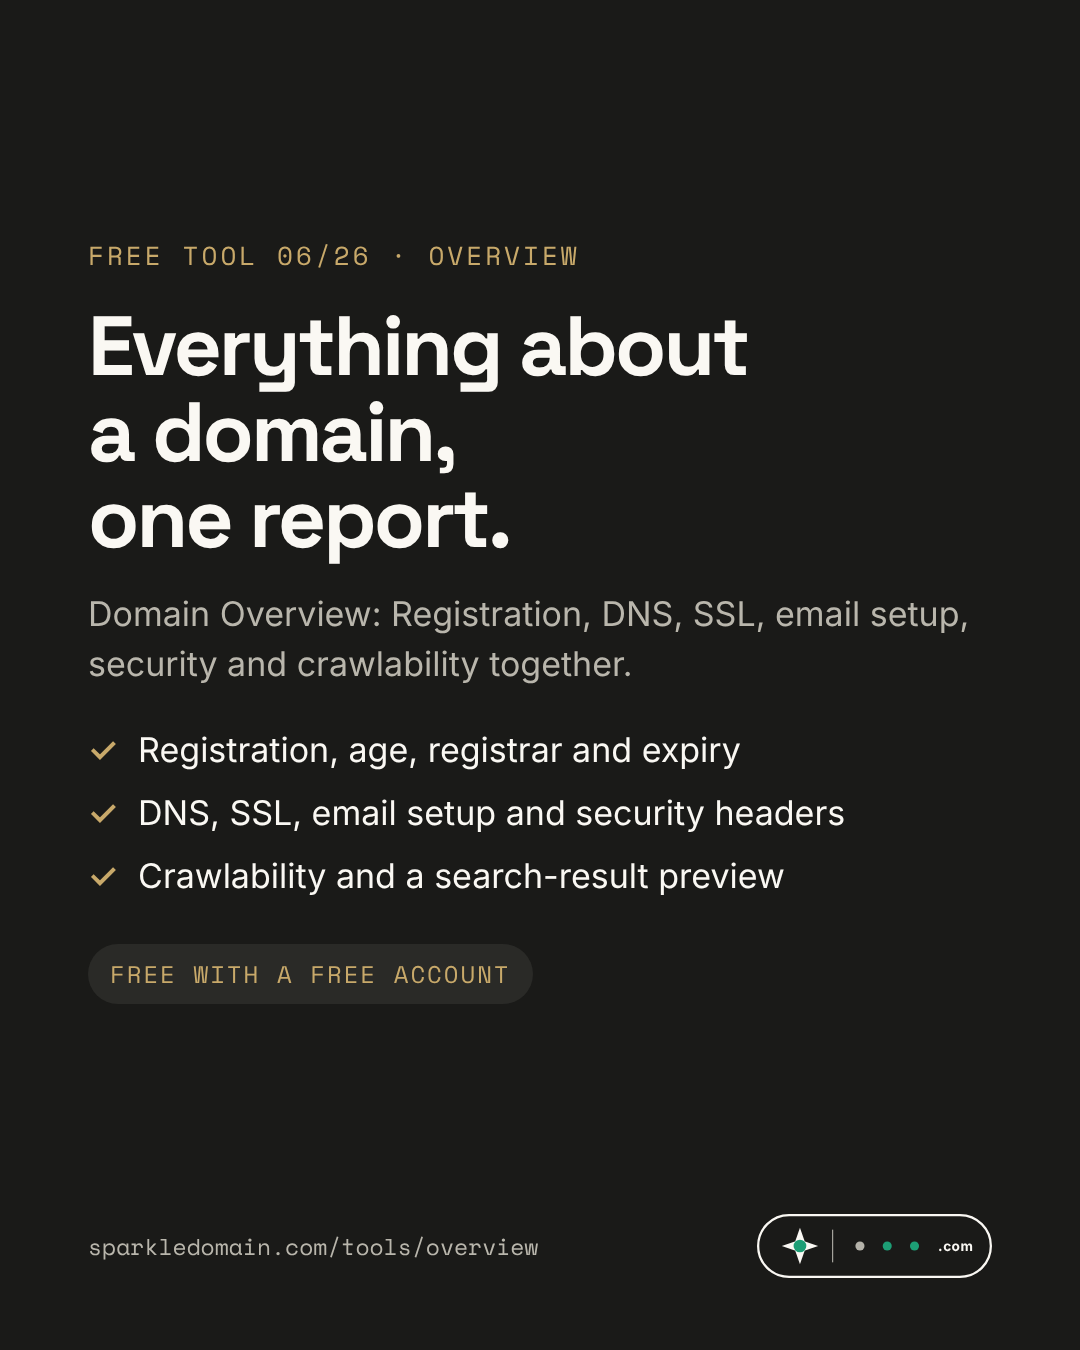 FREE TOOL 06/26 · OVERVIEW
Everything about
a domain,
one report.
Domain Overview: Registration, DNS, SSL, email setup,
security and crawlability together.
Registration, age, registrar and expiry
DNS, SSL, email setup and security headers
Crawlability and a search-result preview
FREE WITH A FREE ACCOUNT
sparkledomain.com/tools/overview
.com